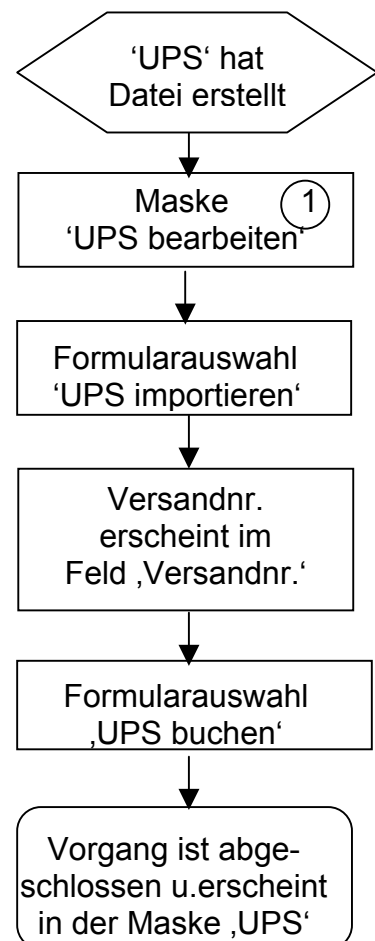 ‘UPS‘ hat
Datei erstellt
Maske 1
‘UPS bearbeiten‘
Formularauswahl
‘UPS importieren‘
Versandnr.
erscheint im
Feld ‚Versandnr.‘
Formularauswahl
‚UPS buchen‘
Vorgang ist abge-
schlossen u.erscheint
in der Maske ‚UPS‘